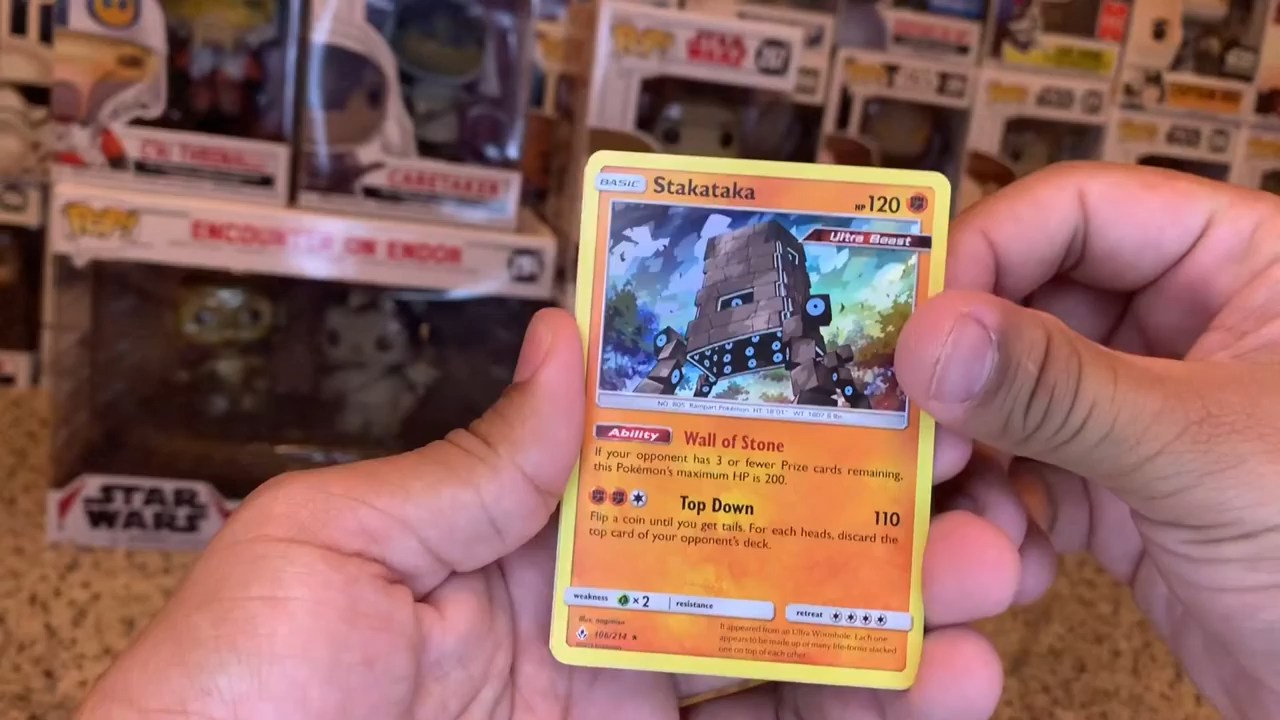 POP!
STAR WARS
CARETAKER
POP!
ENCOUNTER ON ENDOR
STAR
WARS
BASIC
Stakataka
HP 120
Ultra Beast
NO. 805 Rampart Pokémon HT: 18'01" WT: 1807.8 lbs.
Ability
Wall of Stone
If your opponent has 3 or fewer Prize cards remaining,
this Pokémon's maximum HP is 200.
Top Down 110
Flip a coin until you get tails. For each heads, discard the
top card of your opponent's deck.
weakness ×2 resistance
retreat
Illus. nagimiso
106/214
It appeared from an Ultra Wormhole. Each one
appears to be made up of many life-forms stacked
one on top of each other.